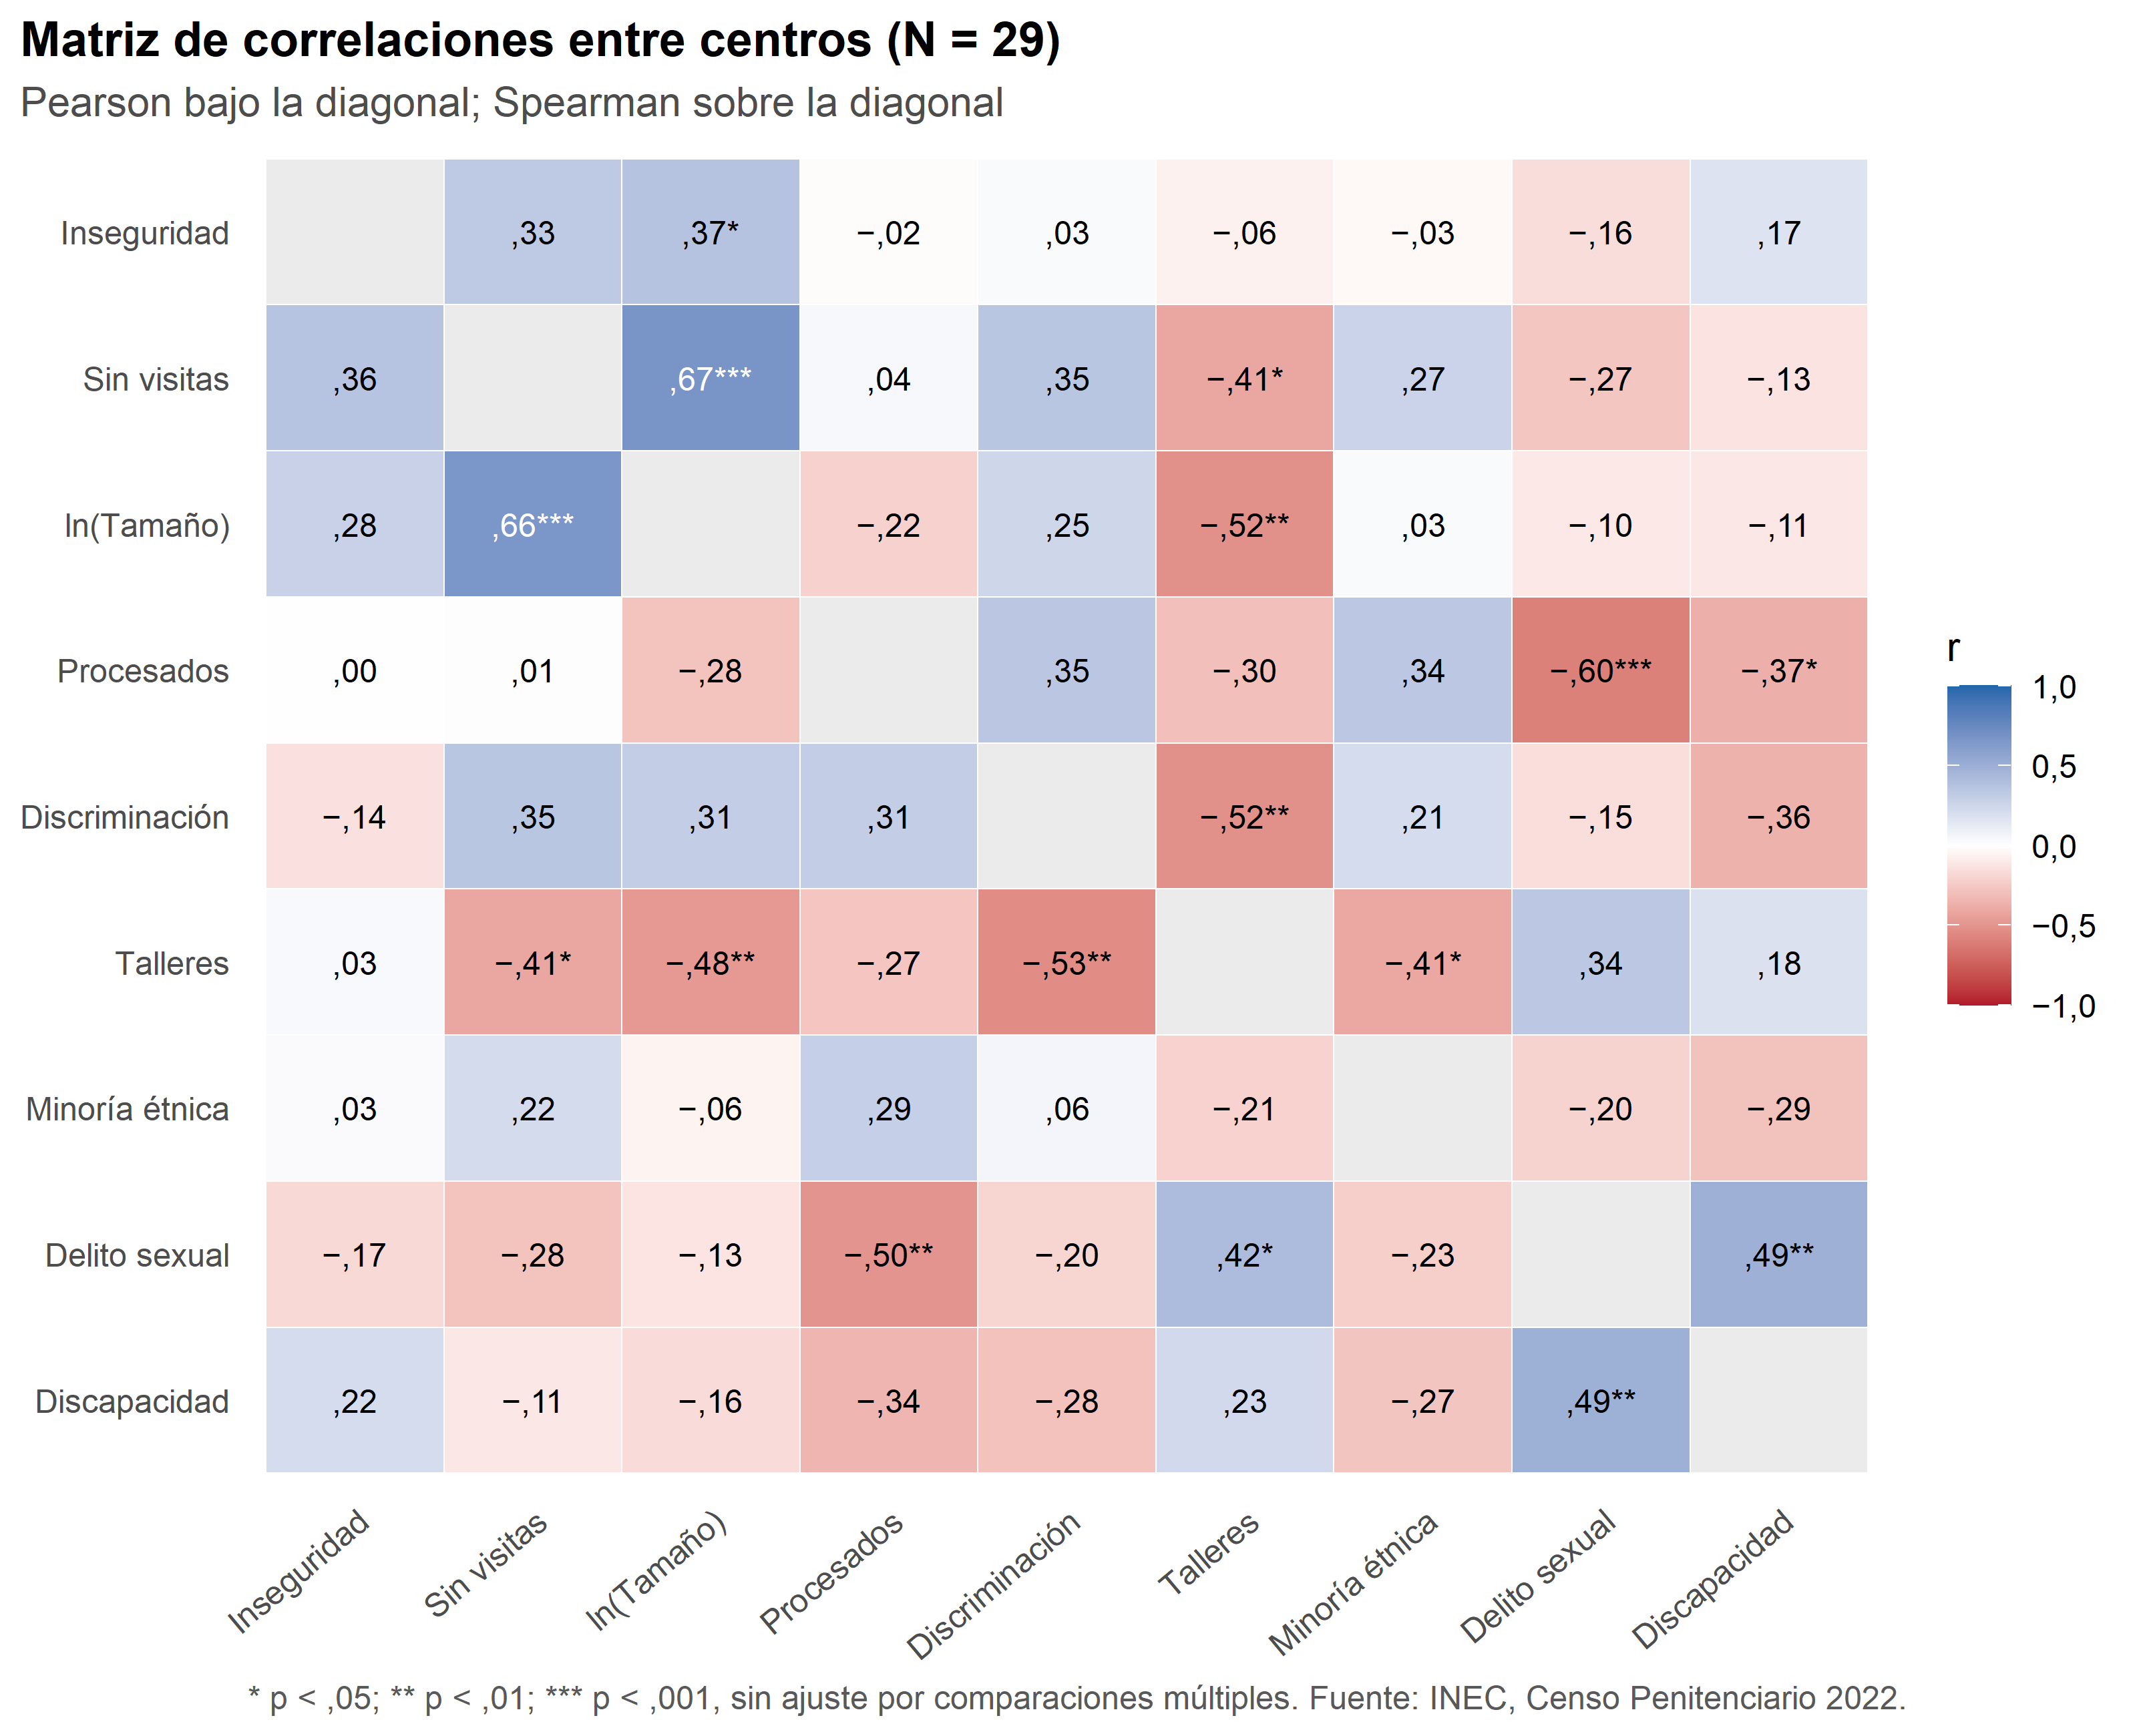 Matriz de correlaciones entre centros (N = 29)
Pearson bajo la diagonal; Spearman sobre la diagonal
Inseguridad ,33 ,37* −,02 ,03 −,06 −,03 −,16 ,17
Sin visitas ,36 ,67*** ,04 ,35 −,41* ,27 −,27 −,13
ln(Tamaño) ,28 ,66*** −,22 ,25 −,52** ,03 −,10 −,11
Procesados ,00 ,01 −,28 ,35 −,30 ,34 −,60*** −,37*
Discriminación −,14 ,35 ,31 ,31 −,52** ,21 −,15 −,36
Talleres ,03 −,41* −,48** −,27 −,53** −,41* ,34 ,18
Minoría étnica ,03 ,22 −,06 ,29 ,06 −,21 −,20 −,29
Delito sexual −,17 −,28 −,13 −,50** −,20 ,42* −,23 ,49**
Discapacidad ,22 −,11 −,16 −,34 −,28 ,23 −,27 ,49**
Inseguridad
Sin visitas
ln(Tamaño)
Procesados
Discriminación
Talleres
Minoría étnica
Delito sexual
Discapacidad
r
1,0
0,5
0,0
−0,5
−1,0
* p < ,05; ** p < ,01; *** p < ,001, sin ajuste por comparaciones múltiples. Fuente: INEC, Censo Penitenciario 2022.